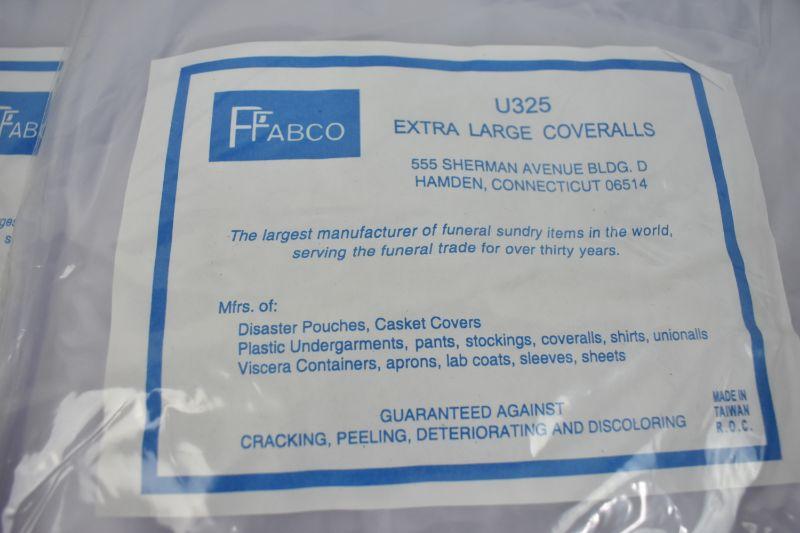 FFABCO
U325
EXTRA LARGE COVERALLS
555 SHERMAN AVENUE BLDG. D
HAMDEN, CONNECTICUT 06514
The largest manufacturer of funeral sundry items in the world,
serving the funeral trade for over thirty years.
Mfrs. of:
Disaster Pouches, Casket Covers
Plastic Undergarments, pants, stockings, coveralls, shirts, unionalls
Viscera Containers, aprons, lab coats, sleeves, sheets
GUARANTEED AGAINST
CRACKING, PEELING, DETERIORATING AND DISCOLORING
MADE IN
TAIWAN
R.O.C.